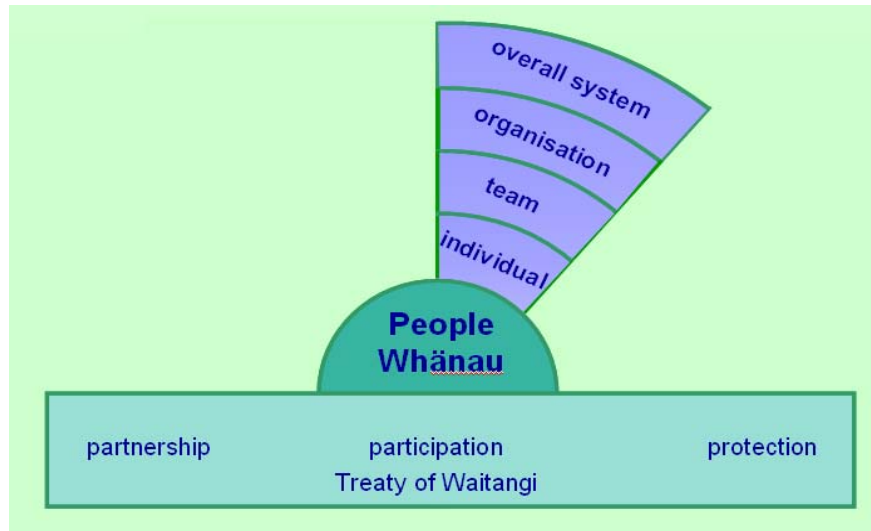 overall system
organisation
team
individual
People
Whänau
partnership participation protection
Treaty of Waitangi